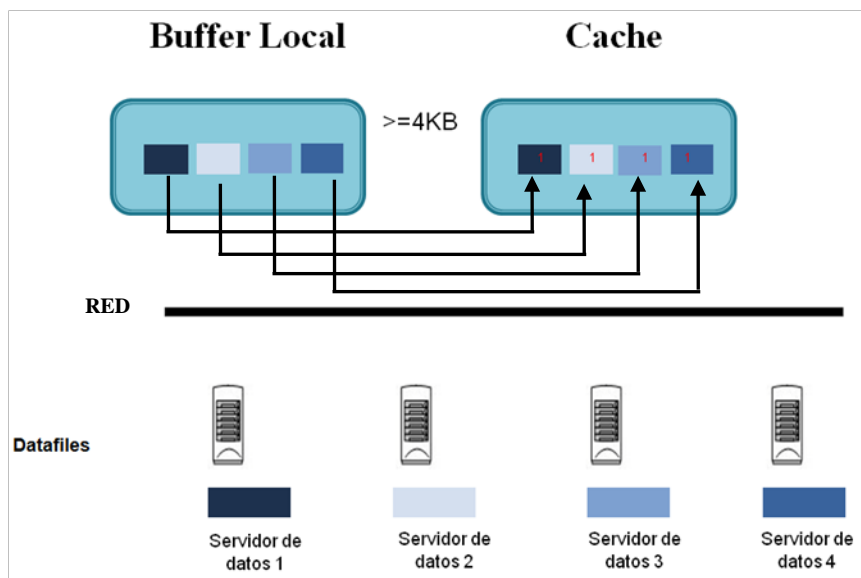 Buffer Local
Cache
>=4KB
1 1 1 1
RED
Datafiles
Servidor de datos 1
Servidor de datos 2
Servidor de datos 3
Servidor de datos 4